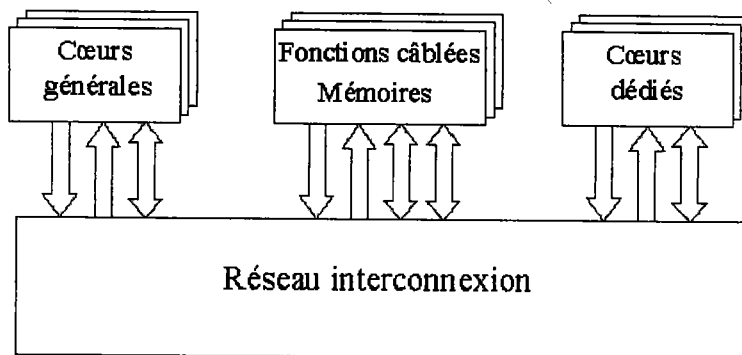 Cœurs
générales
Fonctions câblées
Mémoires
Cœurs
dédiés
Réseau interconnexion